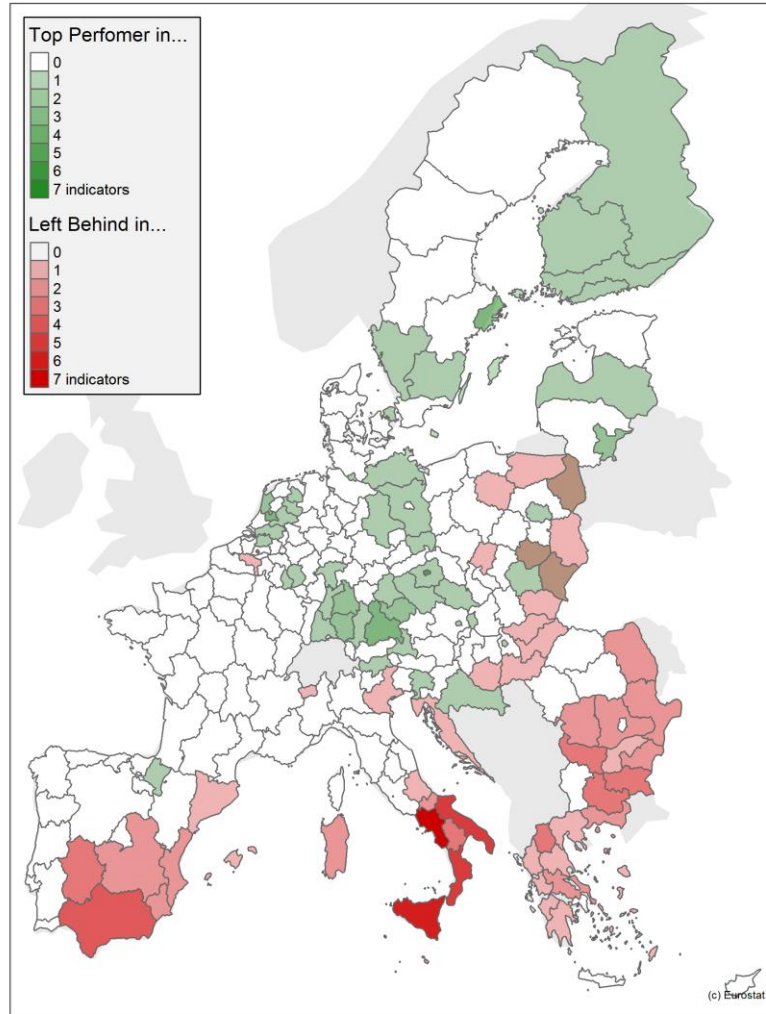 Top Perfomer in...
0
1
2
3
4
5
6
7 indicators
Left Behind in...
0
1
2
3
4
5
6
7 indicators
(c) Eurostat